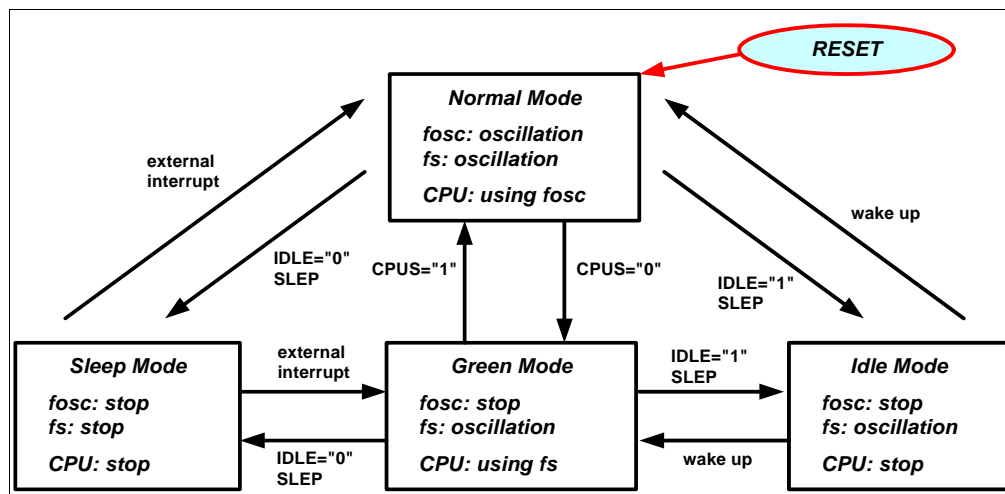 RESET
Normal Mode
fosc: oscillation
fs: oscillation
CPU: using fosc
external
interrupt
wake up
IDLE="0"
SLEP
CPUS="1"
CPUS="0"
IDLE="1"
SLEP
Sleep Mode
fosc: stop
fs: stop
CPU: stop
external
interrupt
IDLE="0"
SLEP
Green Mode
fosc: stop
fs: oscillation
CPU: using fs
IDLE="1"
SLEP
wake up
Idle Mode
fosc: stop
fs: oscillation
CPU: stop